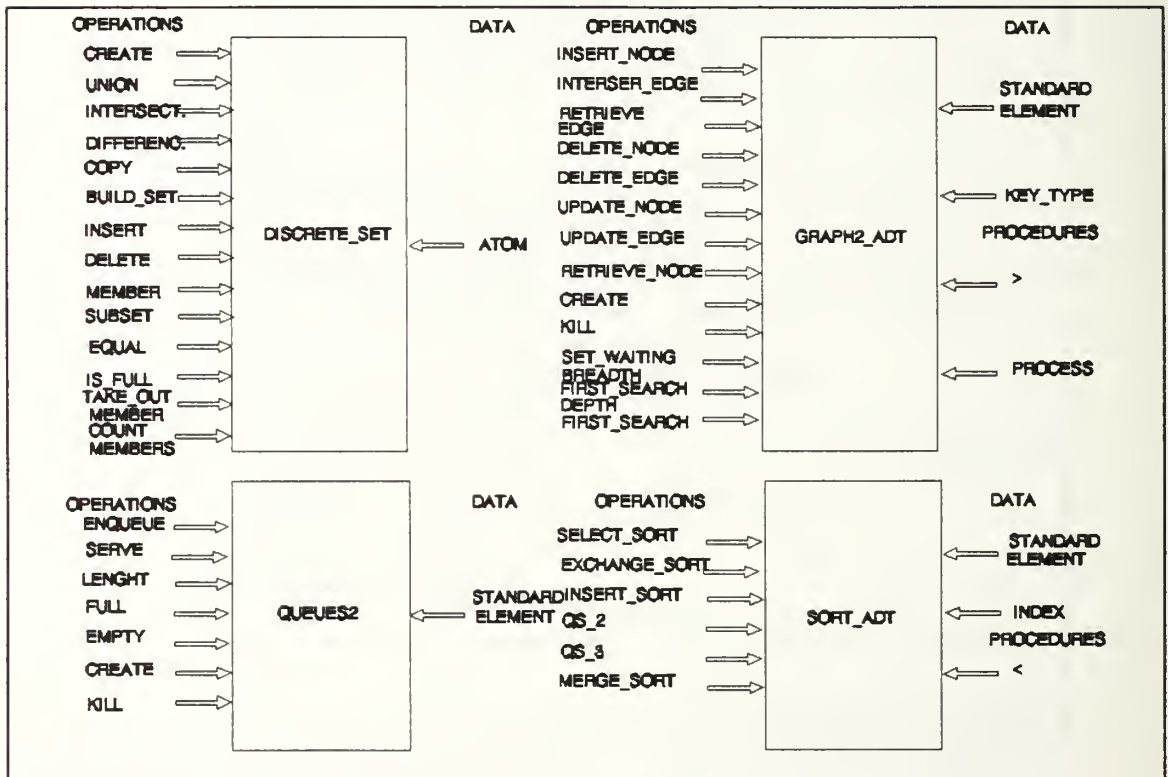 OPERATIONS
CREATE
UNION
INTERSECT.
DIFFERENC.
COPY
BUILD_SET
INSERT
DELETE
MEMBER
SUBSET
EQUAL
IS_FULL
TAKE_OUT
MEMBER
COUNT
MEMBERS
DISCRETE_SET
DATA
ATOM
OPERATIONS
INSERT_NODE
INTERSER_EDGE
RETRIEVE
EDGE
DELETE_NODE
DELETE_EDGE
UPDATE_NODE
UPDATE_EDGE
RETRIEVE_NODE
CREATE
KILL
SET_WAITING
BREADTH
FIRST_SEARCH
DEPTH
FIRST_SEARCH
GRAPH2_ADT
DATA
STANDARD
ELEMENT
KEY_TYPE
PROCEDURES
>
PROCESS
OPERATIONS
ENQUEUE
SERVE
LENGHT
FULL
EMPTY
CREATE
KILL
QUEUES2
DATA
STANDARD
ELEMENT
OPERATIONS
SELECT_SORT
EXCHANGE_SORT
INSERT_SORT
QS_2
QS_3
MERGE_SORT
SORT_ADT
DATA
STANDARD
ELEMENT
INDEX
PROCEDURES
<